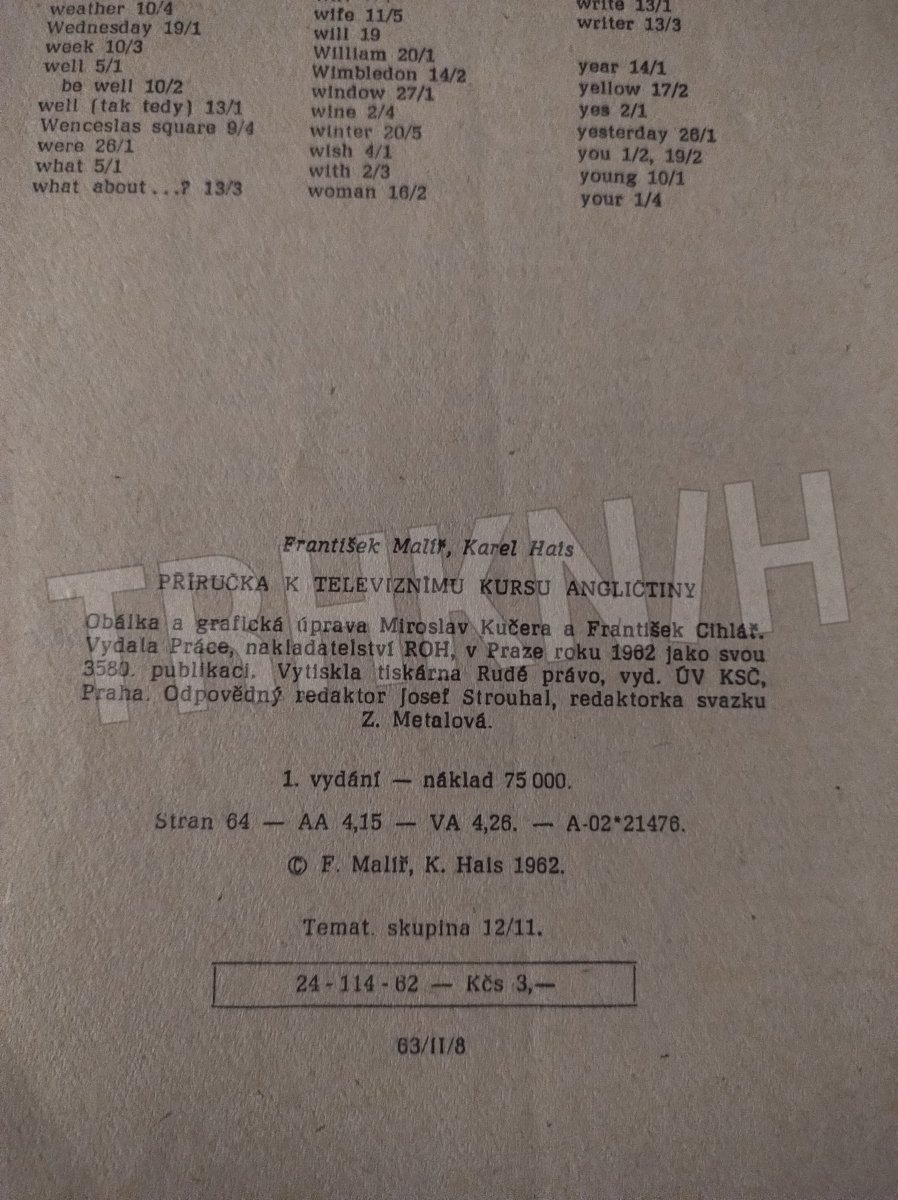 weather 10/4
Wednesday 19/1
week 10/3
well 5/1
be well 10/2
well (tak tedy) 13/1
Wenceslas square 9/4
were 26/1
what 5/1
what about...? 13/3
wife 11/5
will 19
William 20/1
Wimbledon 14/2
window 27/1
wine 2/4
winter 20/5
wish 4/1
with 2/3
woman 16/2
write 13/1
writer 13/3
year 14/1
yellow 17/2
yes 2/1
yesterday 26/1
you 1/2, 19/2
young 10/1
your 1/4
František Malíř, Karel Hais
PŘÍRUČKA K TELEVIZNÍMU KURSU ANGLIČTINY
Obálka a grafická úprava Miroslav Kučera a František Cihlář.
Vydala Práce, nakladatelství ROH, v Praze roku 1962 jako svou
3580. publikaci. Vytiskla tiskárna Rudé právo, vyd. ÚV KSČ,
Praha. Odpovědný redaktor Josef Strouhal, redaktorka svazku
Z. Metalová.
1. vydání — náklad 75 000.
Stran 64 — AA 4,15 — VA 4,26. — A-02*21476.
© F. Malíř, K. Hais 1962.
Temat. skupina 12/11.
24 - 114 - 62 — Kčs 3,—
63/II/8
TRHKNIH